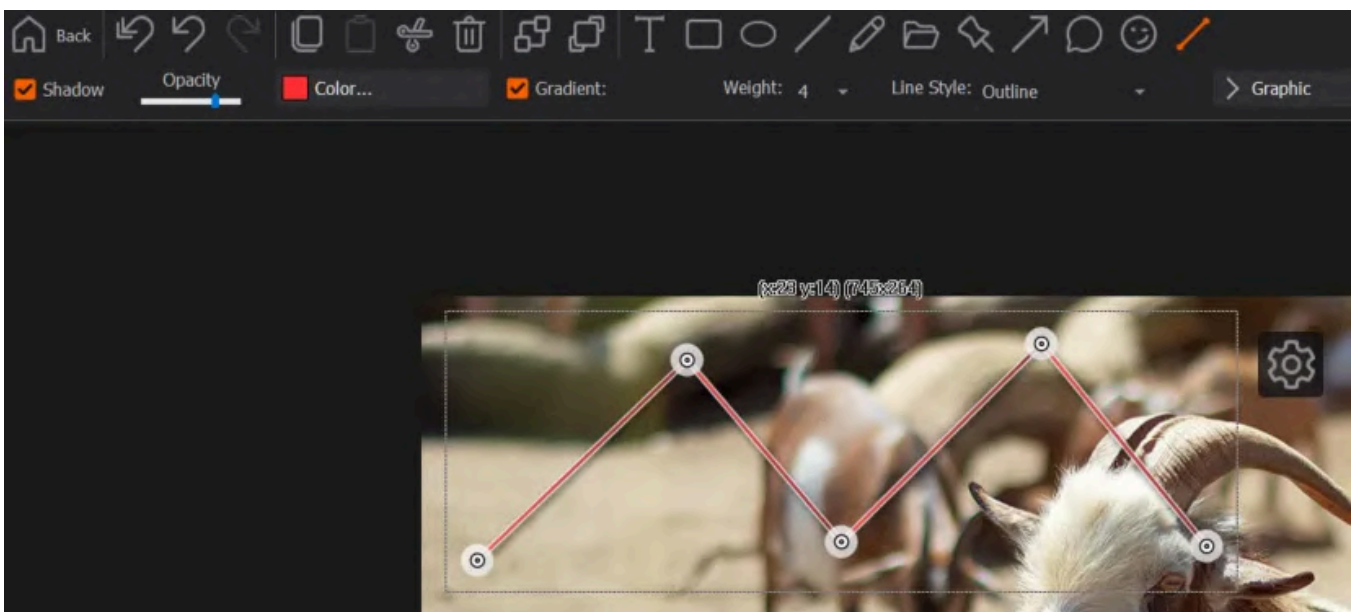 Back
Shadow
Opacity
Color...
Gradient:
Weight: 4
Line Style: Outline
Graphic
(x:23 y:14) (745x264)